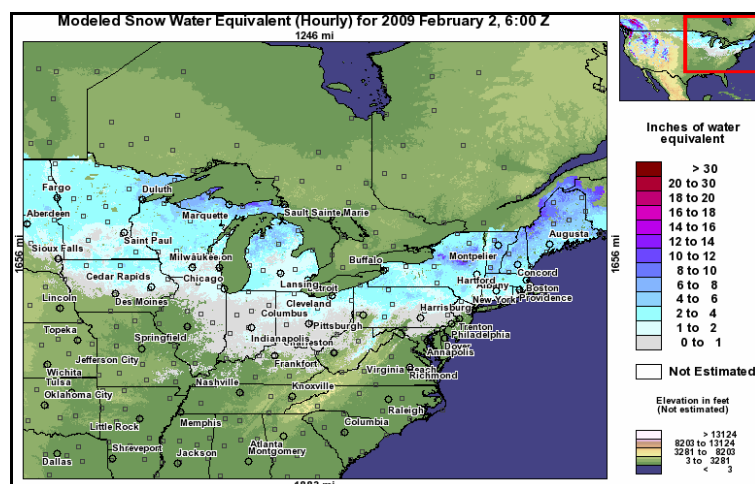 Modeled Snow Water Equivalent (Hourly) for 2009 February 2, 6:00 Z
1246 mi
1656 mi
1656 mi
Fargo
Duluth
Aberdeen
Marquette
Sault Sainte Marie
Augusta
Saint Paul
Montpelier
Sioux Falls
Milwaukee
Buffalo
Concord
Cedar Rapids
Chicago
Lansing
Hartford
Albany
Boston
Providence
Lincoln
Des Moines
Cleveland
New York
Columbus
Harrisburg
Topeka
Springfield
Pittsburgh
Trenton
Philadelphia
Indianapolis
Dover
Jefferson City
Annapolis
Frankfort
Wichita
Virginia Beach
Richmond
Tulsa
Nashville
Knoxville
Oklahoma City
Raleigh
Little Rock
Memphis
Columbia
Shreveport
Atlanta
Dallas
Jackson
Montgomery
Inches of water
equivalent
> 30
20 to 30
18 to 20
16 to 18
14 to 16
12 to 14
10 to 12
8 to 10
6 to 8
4 to 6
2 to 4
1 to 2
0 to 1
Not Estimated
Elevation in feet
(Not estimated)
> 13124
8203 to 13124
3281 to 8203
3 to 3281
< 3